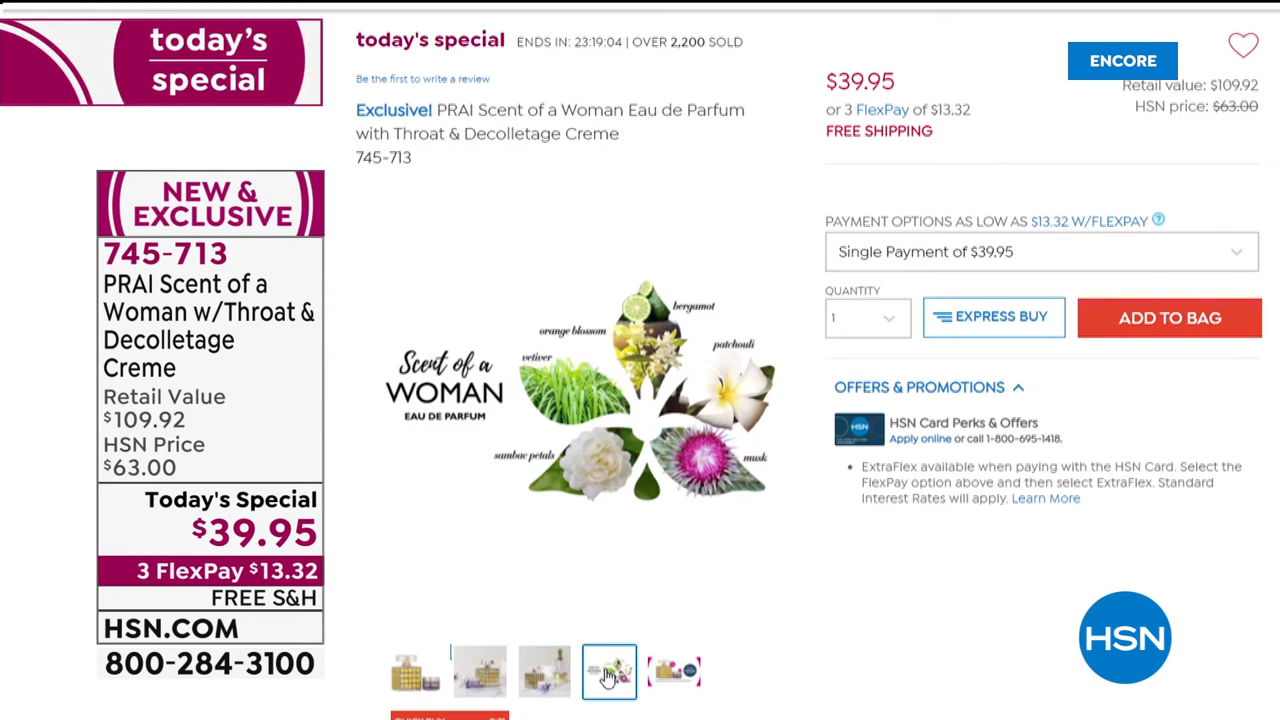 today's
special
NEW &
EXCLUSIVE
745-713
PRAI Scent of a
Woman w/Throat &
Decolletage
Creme
Retail Value
$109.92
HSN Price
$63.00
Today's Special
$39.95
3 FlexPay $13.32
FREE S&H
HSN.COM
800-284-3100
today's special ENDS IN: 23:19:04 | OVER 2,200 SOLD
Be the first to write a review
Exclusive! PRAI Scent of a Woman Eau de Parfum
with Throat & Decolletage Creme
745-713
Scent of a
WOMAN
EAU DE PARFUM
bergamot
orange blossom
patchouli
vetiver
sambac petals
musk
ENCORE
$39.95
Retail value: $109.92
or 3 FlexPay of $13.32
HSN price: $63.00
FREE SHIPPING
PAYMENT OPTIONS AS LOW AS $13.32 W/FLEXPAY ?
Single Payment of $39.95
QUANTITY
1
EXPRESS BUY
ADD TO BAG
OFFERS & PROMOTIONS
HSN
HSN Card Perks & Offers
Apply online or call 1-800-695-1418.
• ExtraFlex available when paying with the HSN Card. Select the
FlexPay option above and then select ExtraFlex. Standard
Interest Rates will apply. Learn More
HSN